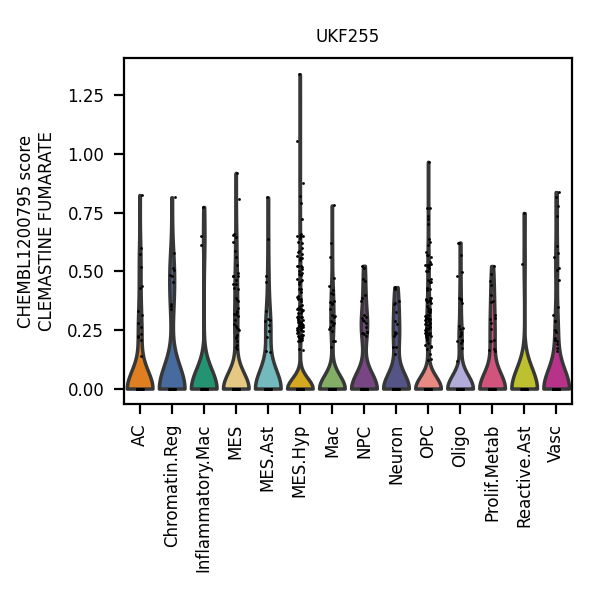 UKF255
CHEMBL1200795 score
CLEMASTINE FUMARATE
1.25
1.00
0.75
0.50
0.25
0.00
AC
Chromatin.Reg
Inflammatory.Mac
MES
MES.Ast
MES.Hyp
Mac
NPC
Neuron
OPC
Oligo
Prolif.Metab
Reactive.Ast
Vasc